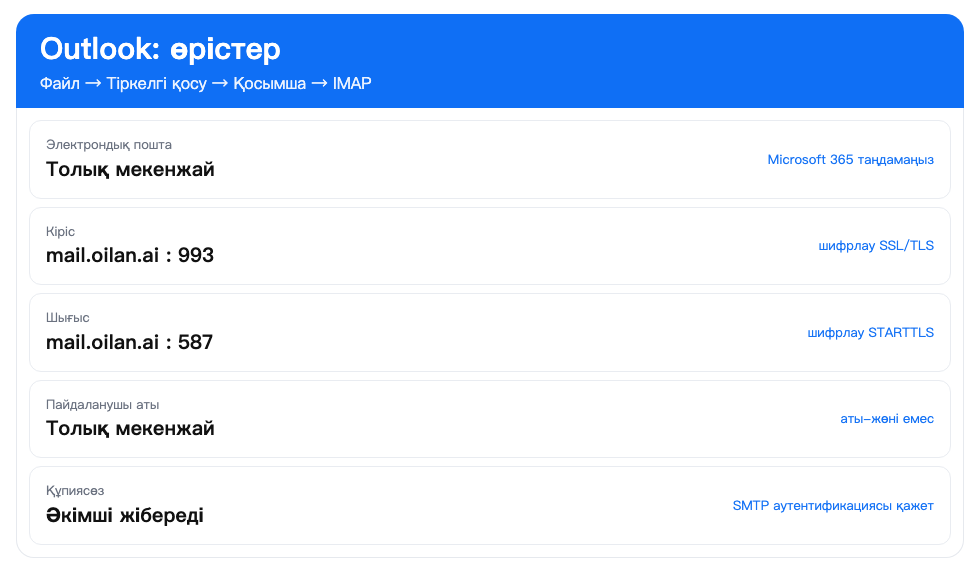 Outlook: өрістер
Файл → Тіркелгі қосу → Қосымша → IMAP
Электрондық пошта
Толық мекенжай
Microsoft 365 таңдамаңыз
Кіріс
mail.oilan.ai : 993
шифрлау SSL/TLS
Шығыс
mail.oilan.ai : 587
шифрлау STARTTLS
Пайдаланушы аты
Толық мекенжай
аты-жөні емес
Құпиясөз
Әкімші жібереді
SMTP аутентификациясы қажет